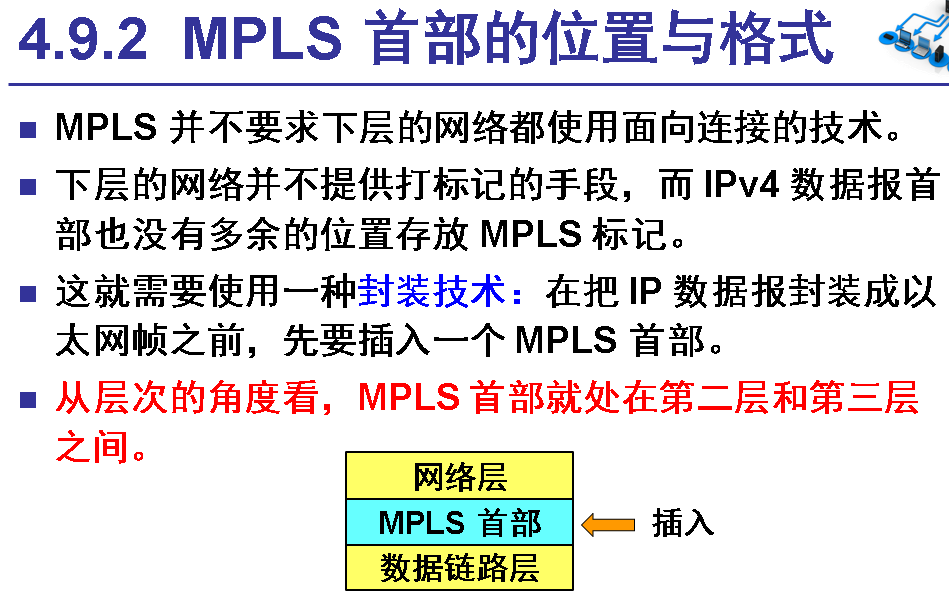 4.9.2 MPLS 首部的位置与格式
MPLS 并不要求下层的网络都使用面向连接的技术。
下层的网络并不提供打标记的手段，而 IPv4 数据报首
部也没有多余的位置存放 MPLS 标记。
这就需要使用一种封装技术：在把 IP 数据报封装成以
太网帧之前，先要插入一个 MPLS 首部。
从层次的角度看，MPLS 首部就处在第二层和第三层
之间。
网络层
MPLS 首部
插入
数据链路层